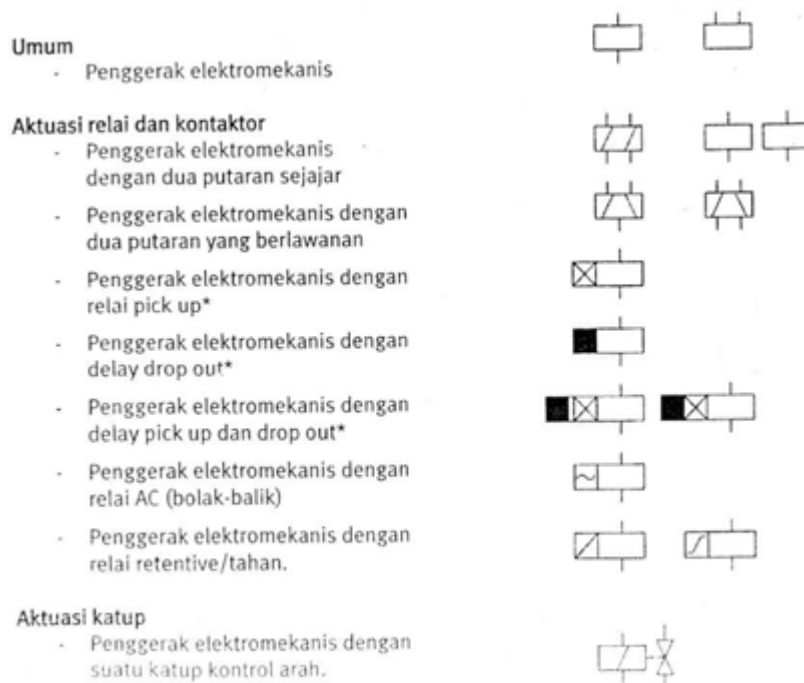 Umum
- Penggerak elektromekanis
Aktuasi relai dan kontaktor
- Penggerak elektromekanis
dengan dua putaran sejajar
- Penggerak elektromekanis dengan
dua putaran yang berlawanan
- Penggerak elektromekanis dengan
relai pick up*
- Penggerak elektromekanis dengan
delay drop out*
- Penggerak elektromekanis dengan
delay pick up dan drop out*
- Penggerak elektromekanis dengan
relai AC (bolak-balik)
- Penggerak elektromekanis dengan
relai retentive/tahan.
Aktuasi katup
- Penggerak elektromekanis dengan
suatu katup kontrol arah.